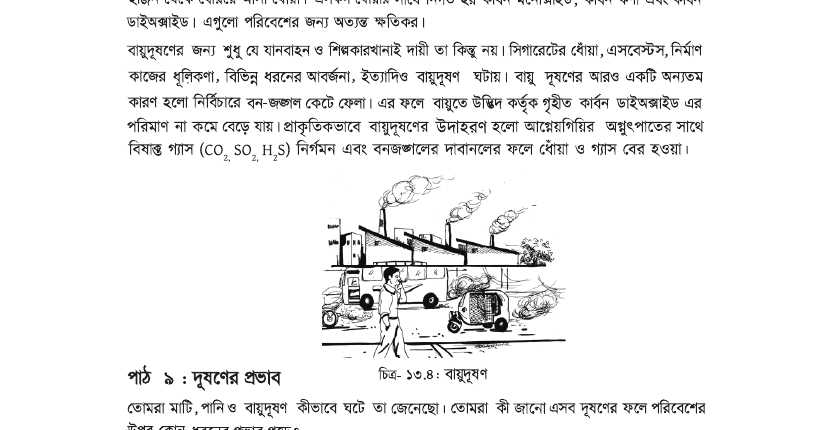 ডাইঅক্সাইড। এগুলো পরিবেশের জন্য অত্যন্ত ক্ষতিকর।
বায়ুদূষণের জন্য শুধু যে যানবাহন ও শিল্পকারখানাই দায়ী তা কিন্তু নয়। সিগারেটের ধোঁয়া, এসবেস্টস, নির্মাণ
কাজের ধূলিকণা, বিভিন্ন ধরনের আবর্জনা, ইত্যাদিও বায়ুদূষণ ঘটায়। বায়ু দূষণের আরও একটি অন্যতম
কারণ হলো নির্বিচারে বন-জঙ্গল কেটে ফেলা। এর ফলে বায়ুতে উদ্ভিদ কর্তৃক গৃহীত কার্বন ডাইঅক্সাইড এর
পরিমাণ না কমে বেড়ে যায়। প্রাকৃতিকভাবে বায়ুদূষণের উদাহরণ হলো আগ্নেয়গিরির অগ্ন্যুৎপাতের সাথে
বিষাক্ত গ্যাস (CO₂, SO₂, H₂S) নির্গমন এবং বনজঙ্গলের দাবানলের ফলে ধোঁয়া ও গ্যাস বের হওয়া।
চিত্র- ১৩.৪: বায়ুদূষণ
পাঠ ৯ : দূষণের প্রভাব
তোমরা মাটি, পানি ও বায়ুদূষণ কীভাবে ঘটে তা জেনেছো। তোমরা কী জানো এসব দূষণের ফলে পরিবেশের